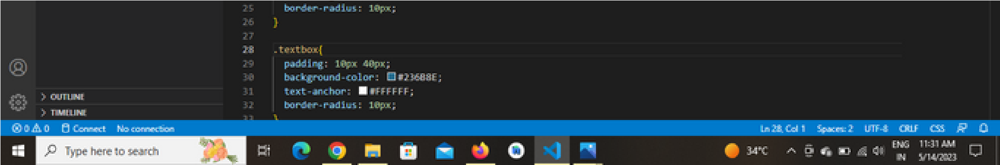 25 border-radius: 10px;
26 }
27
28 .textbox{
29 padding: 10px 40px;
30 background-color: #236B8E;
31 text-anchor: #FFFFFF;
32 border-radius: 10px;
33 }
OUTLINE
TIMELINE
0 0 Connect No connection Ln 28, Col 1 Spaces: 2 UTF-8 CRLF CSS
Type here to search 34°C ENG 11:31 AM
IN 5/14/2023